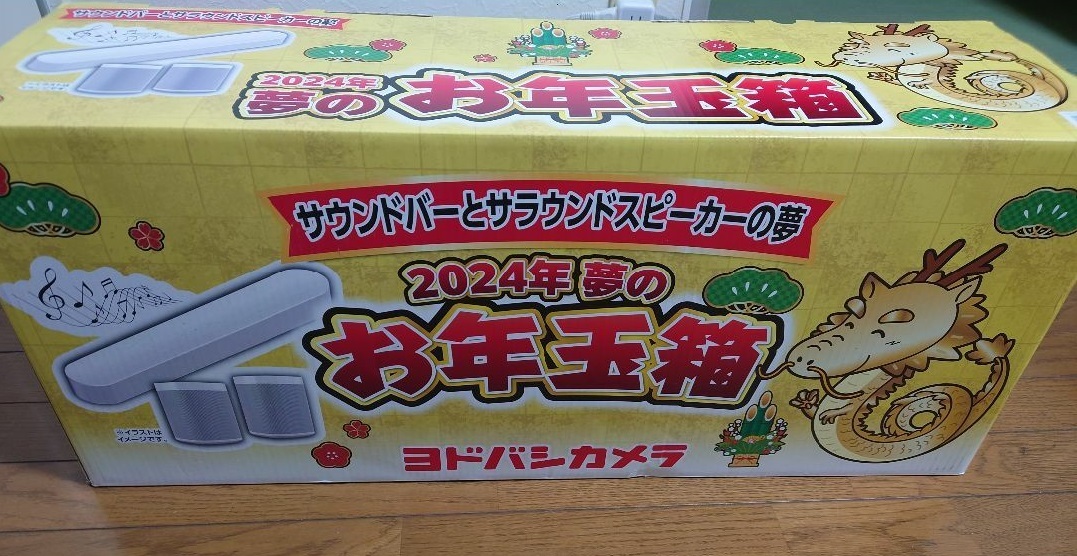 サウンドバーとサラウンドスピーカーの夢
2024年
夢の
お年玉箱
サウンドバーとサラウンドスピーカーの夢
2024年 夢の
お年玉箱
※イラストは
イメージです。
ヨドバシカメラ